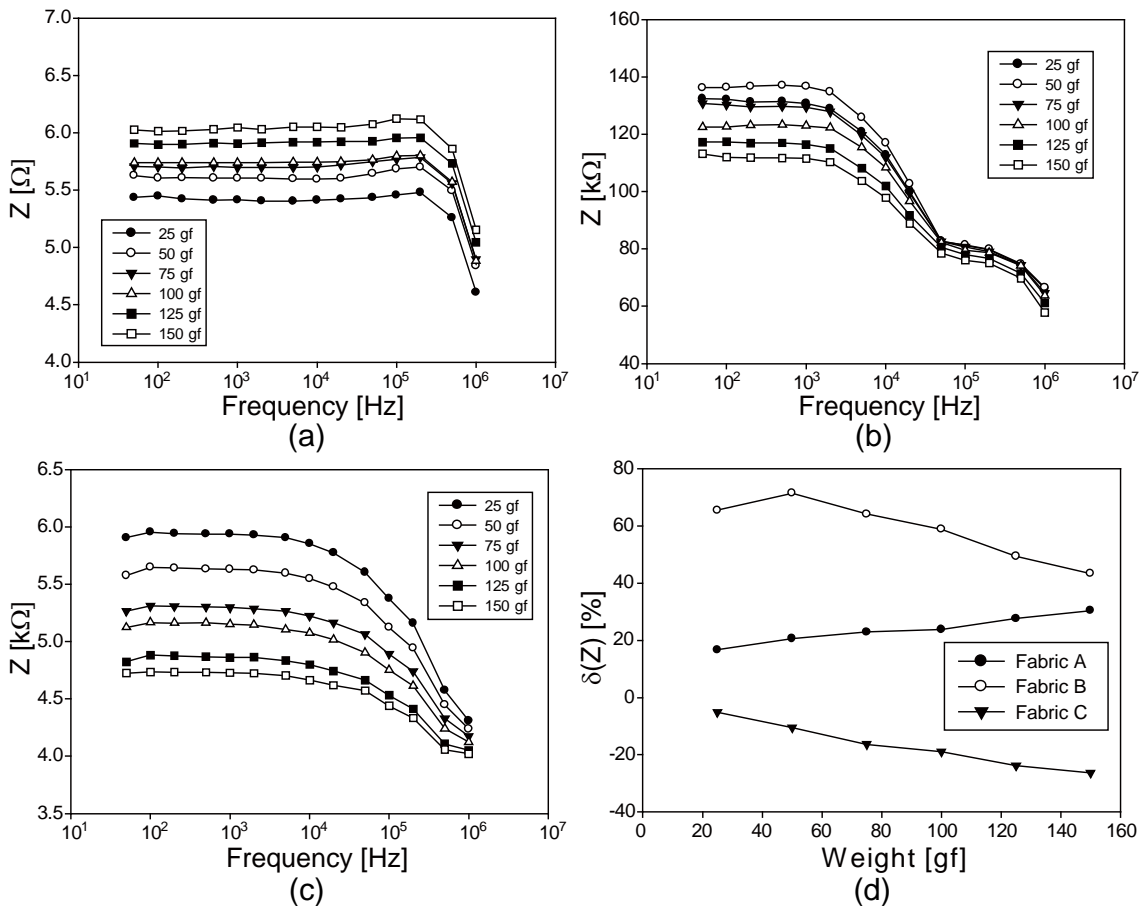 7.0
6.5
6.0
5.5
5.0
4.5
4.0
Z [Ω]
25 gf
50 gf
75 gf
100 gf
125 gf
150 gf
10¹ 10² 10³ 10⁴ 10⁵ 10⁶ 10⁷
Frequency [Hz]
(a)
160
140
120
100
80
60
40
Z [kΩ]
25 gf
50 gf
75 gf
100 gf
125 gf
150 gf
10¹ 10² 10³ 10⁴ 10⁵ 10⁶ 10⁷
Frequency [Hz]
(b)
6.5
6.0
5.5
5.0
4.5
4.0
3.5
Z [kΩ]
25 gf
50 gf
75 gf
100 gf
125 gf
150 gf
10¹ 10² 10³ 10⁴ 10⁵ 10⁶ 10⁷
Frequency [Hz]
(c)
80
60
40
20
0
-20
-40
δ(Z) [%]
Fabric A
Fabric B
Fabric C
0 20 40 60 80 100 120 140 160
Weight [gf]
(d)